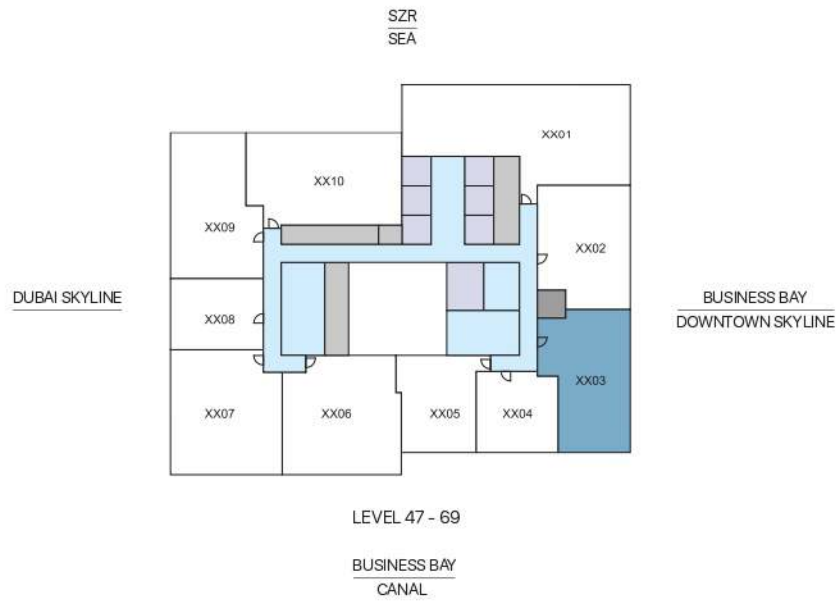 SZR
SEA
XX01
XX10
XX09
XX02
DUBAI SKYLINE
BUSINESS BAY
DOWNTOWN SKYLINE
XX08
XX03
XX07
XX06
XX05
XX04
LEVEL 47 - 69
BUSINESS BAY
CANAL